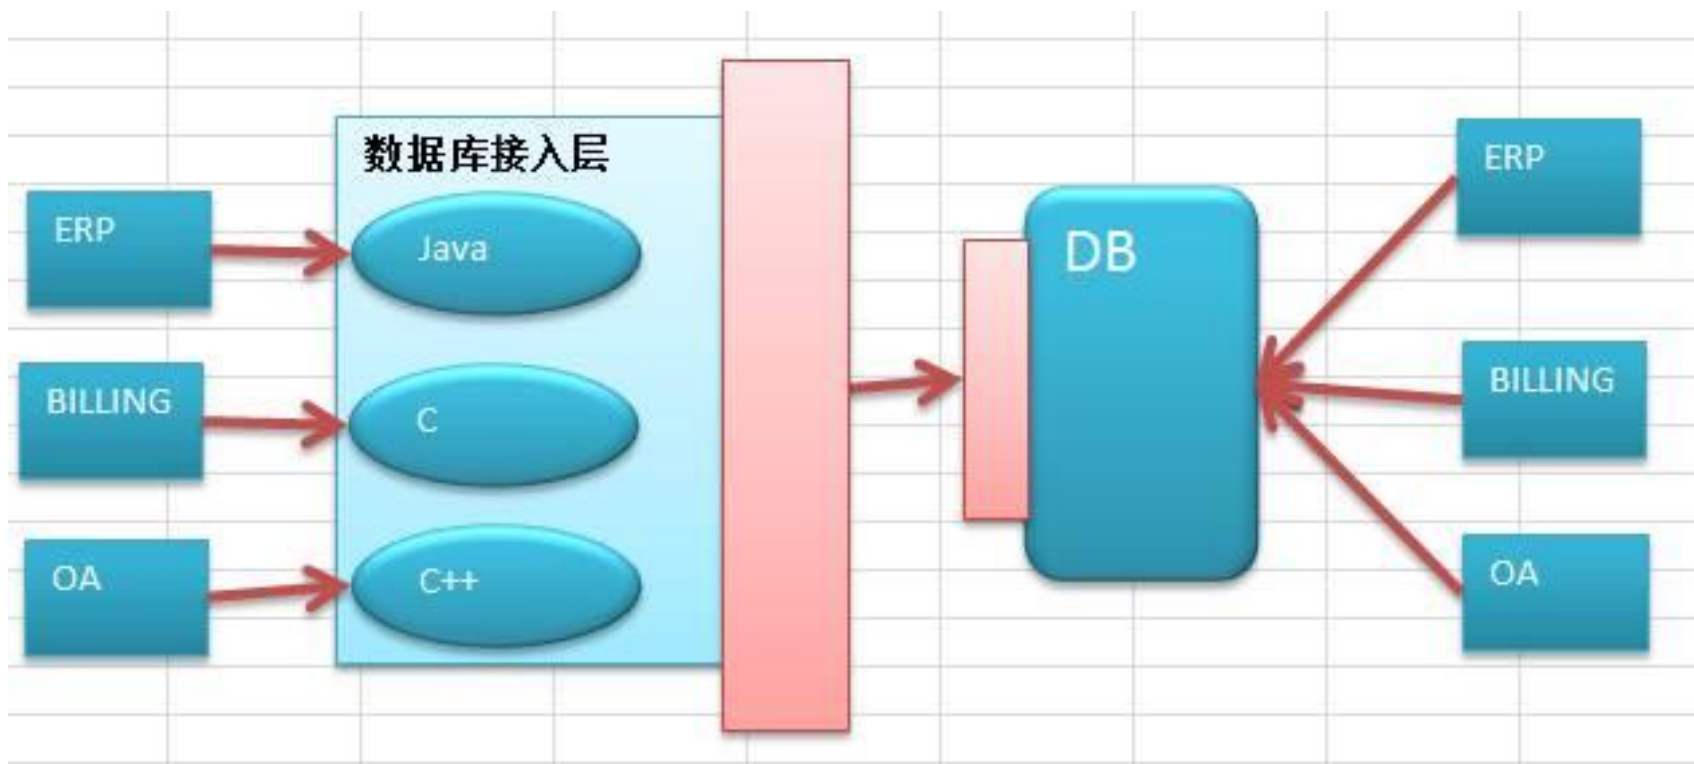 数据库接入层
ERP
Java
BILLING
C
OA
C++
DB
ERP
BILLING
OA